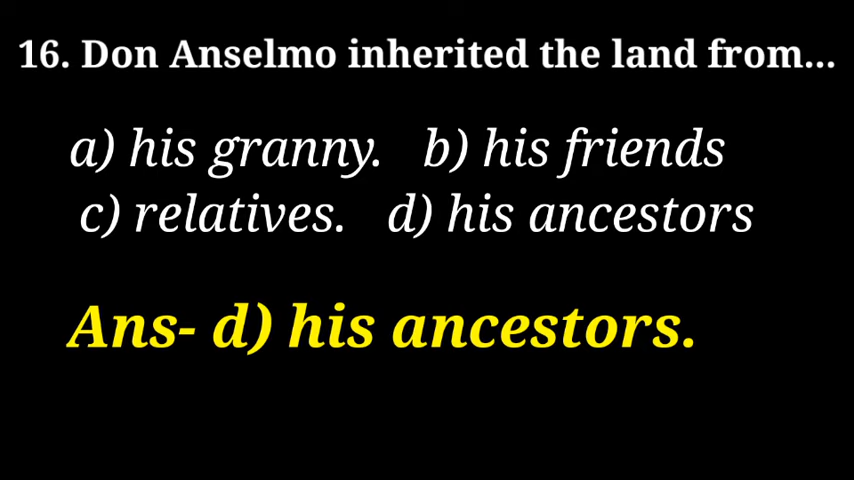 16. Don Anselmo inherited the land from...
a) his granny. b) his friends
c) relatives. d) his ancestors
Ans- d) his ancestors.